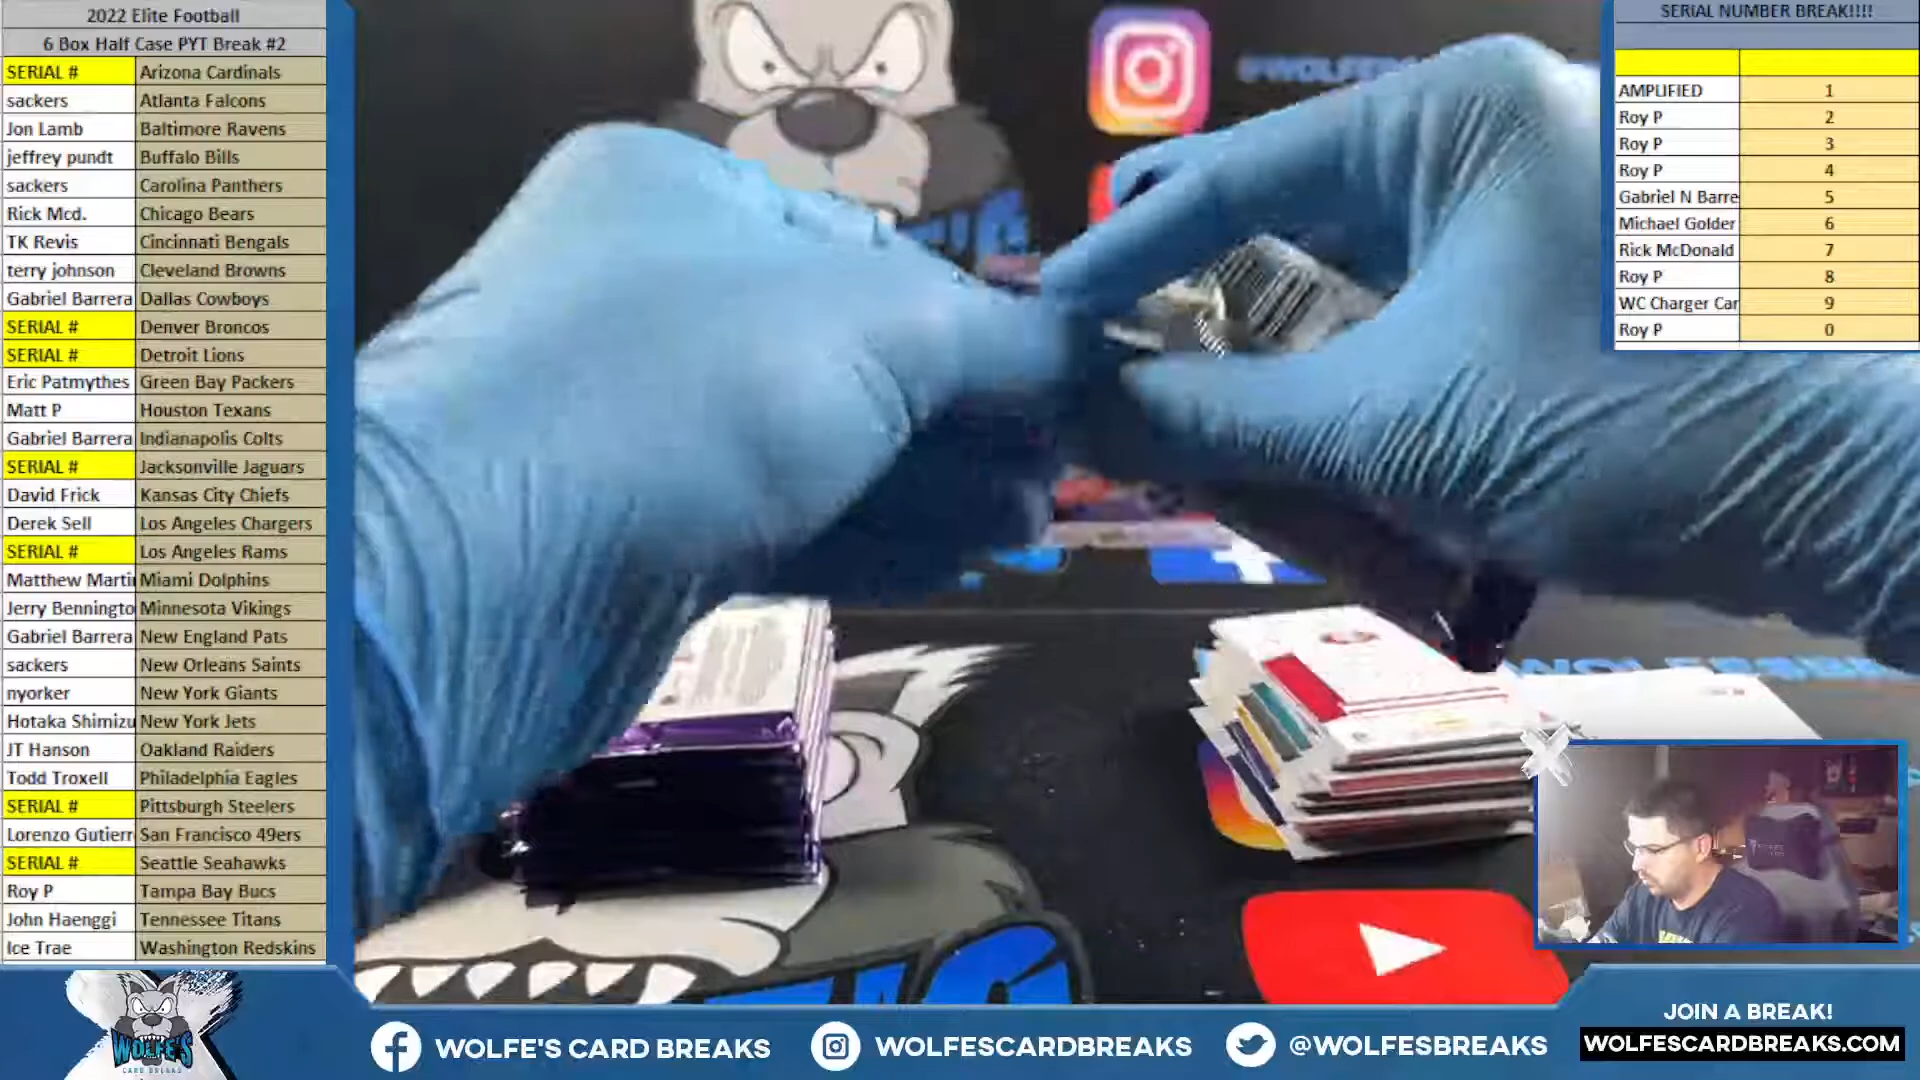 2022 Elite Football
6 Box Half Case PYT Break #2
SERIAL # Arizona Cardinals
sackers Atlanta Falcons
Jon Lamb Baltimore Ravens
jeffrey pundt Buffalo Bills
sackers Carolina Panthers
Rick Mcd. Chicago Bears
TK Revis Cincinnati Bengals
terry johnson Cleveland Browns
Gabriel Barrera Dallas Cowboys
SERIAL # Denver Broncos
SERIAL # Detroit Lions
Eric Patmythes Green Bay Packers
Matt P Houston Texans
Gabriel Barrera Indianapolis Colts
SERIAL # Jacksonville Jaguars
David Frick Kansas City Chiefs
Derek Sell Los Angeles Chargers
SERIAL # Los Angeles Rams
Matthew Marti Miami Dolphins
Jerry Benningto Minnesota Vikings
Gabriel Barrera New England Pats
sackers New Orleans Saints
nyorker New York Giants
Hotaka Shimizu New York Jets
JT Hanson Oakland Raiders
Todd Troxell Philadelphia Eagles
SERIAL # Pittsburgh Steelers
Lorenzo Gutierr San Francisco 49ers
SERIAL # Seattle Seahawks
Roy P Tampa Bay Bucs
John Haenggi Tennessee Titans
Ice Trae Washington Redskins
SERIAL NUMBER BREAK!!!!
AMPLIFIED 1
Roy P 2
Roy P 3
Roy P 4
Gabriel N Barre 5
Michael Golder 6
Rick McDonald 7
Roy P 8
WC Charger Car 9
Roy P 0
WOLFE'S
CARD BREAKS
WOLFE'S CARD BREAKS
WOLFESCARDBREAKS
@WOLFESBREAKS
JOIN A BREAK!
WOLFESCARDBREAKS.COM